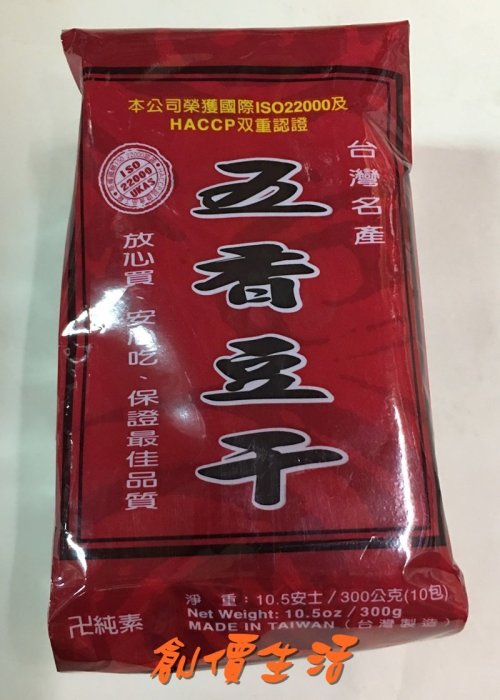 本公司榮獲國際ISO22000及
HACCP双重認證
台灣名產
ISO
22000
UKAS
五香豆干
放心買、安心吃、保證最佳品質
淨 重：10.5安士/300公克(10包)
Net Weight: 10.5oz / 300g
MADE IN TAIWAN (台灣製造)
卍純素
創價生活